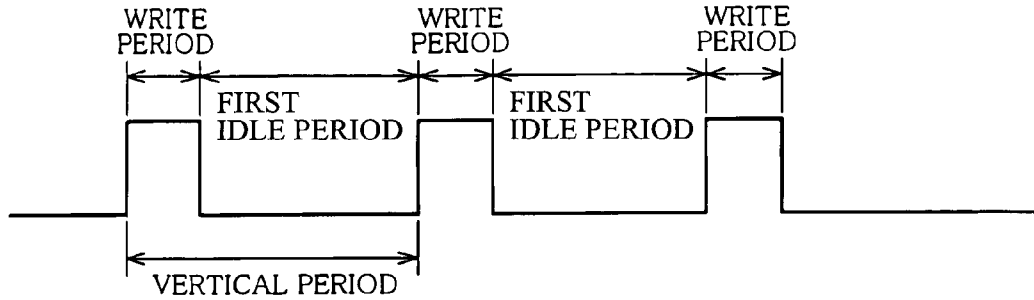 WRITE
PERIOD
WRITE
PERIOD
WRITE
PERIOD
FIRST
IDLE PERIOD
FIRST
IDLE PERIOD
VERTICAL PERIOD